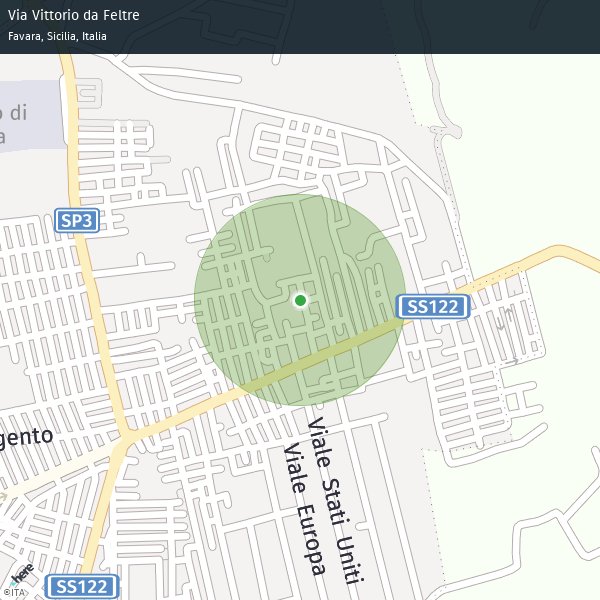 Via Vittorio da Feltre
Favara, Sicilia, Italia
o di
a
SP3
SS122
gento
Viale Stati Uniti
Viale Europa
SS122
here
©ITA